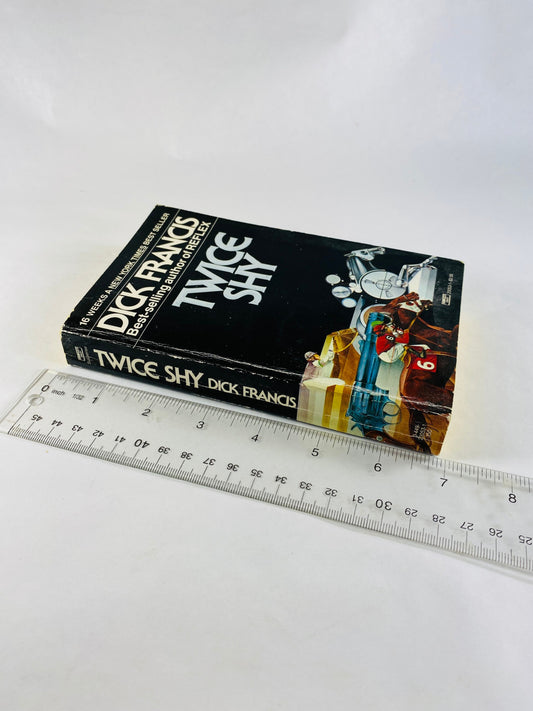 16 WEEKS A NEW YORK TIMES BEST SELLER
DICK FRANCIS
Best-selling author of REFLEX
TWICE
SHY
6
TWICE SHY DICK FRANCIS
0 inch 1/32 1 2 3 4 5 6 7 8
45 44 43 42 41 40 39 38 37 36 35 34 33 32 31 30 29 28 27 26 25